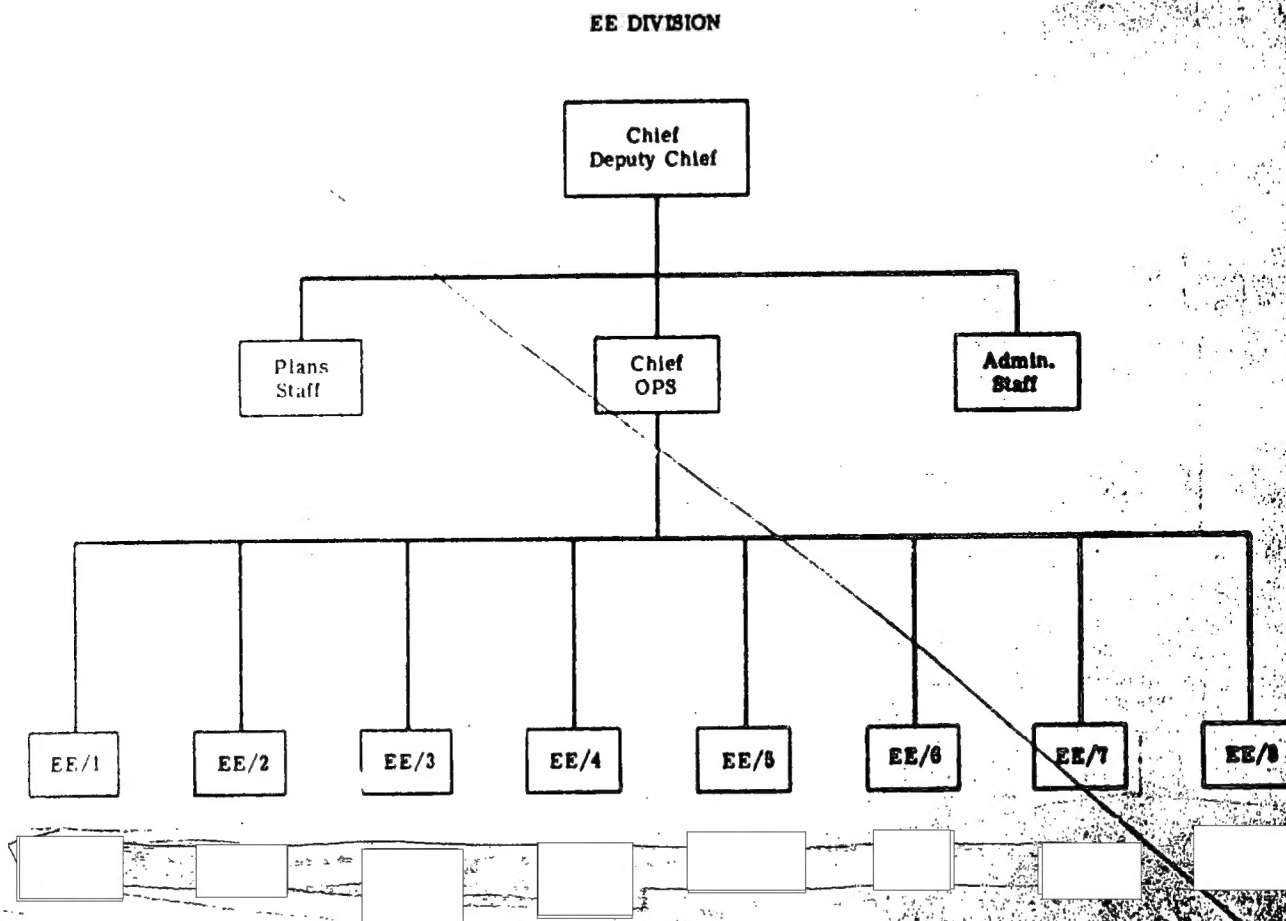 EE DIVISION
Chief
Deputy Chief
Plans
Staff
Chief
OPS
Admin.
Staff
EE/1
EE/2
EE/3
EE/4
EE/5
EE/6
EE/7
EE/8